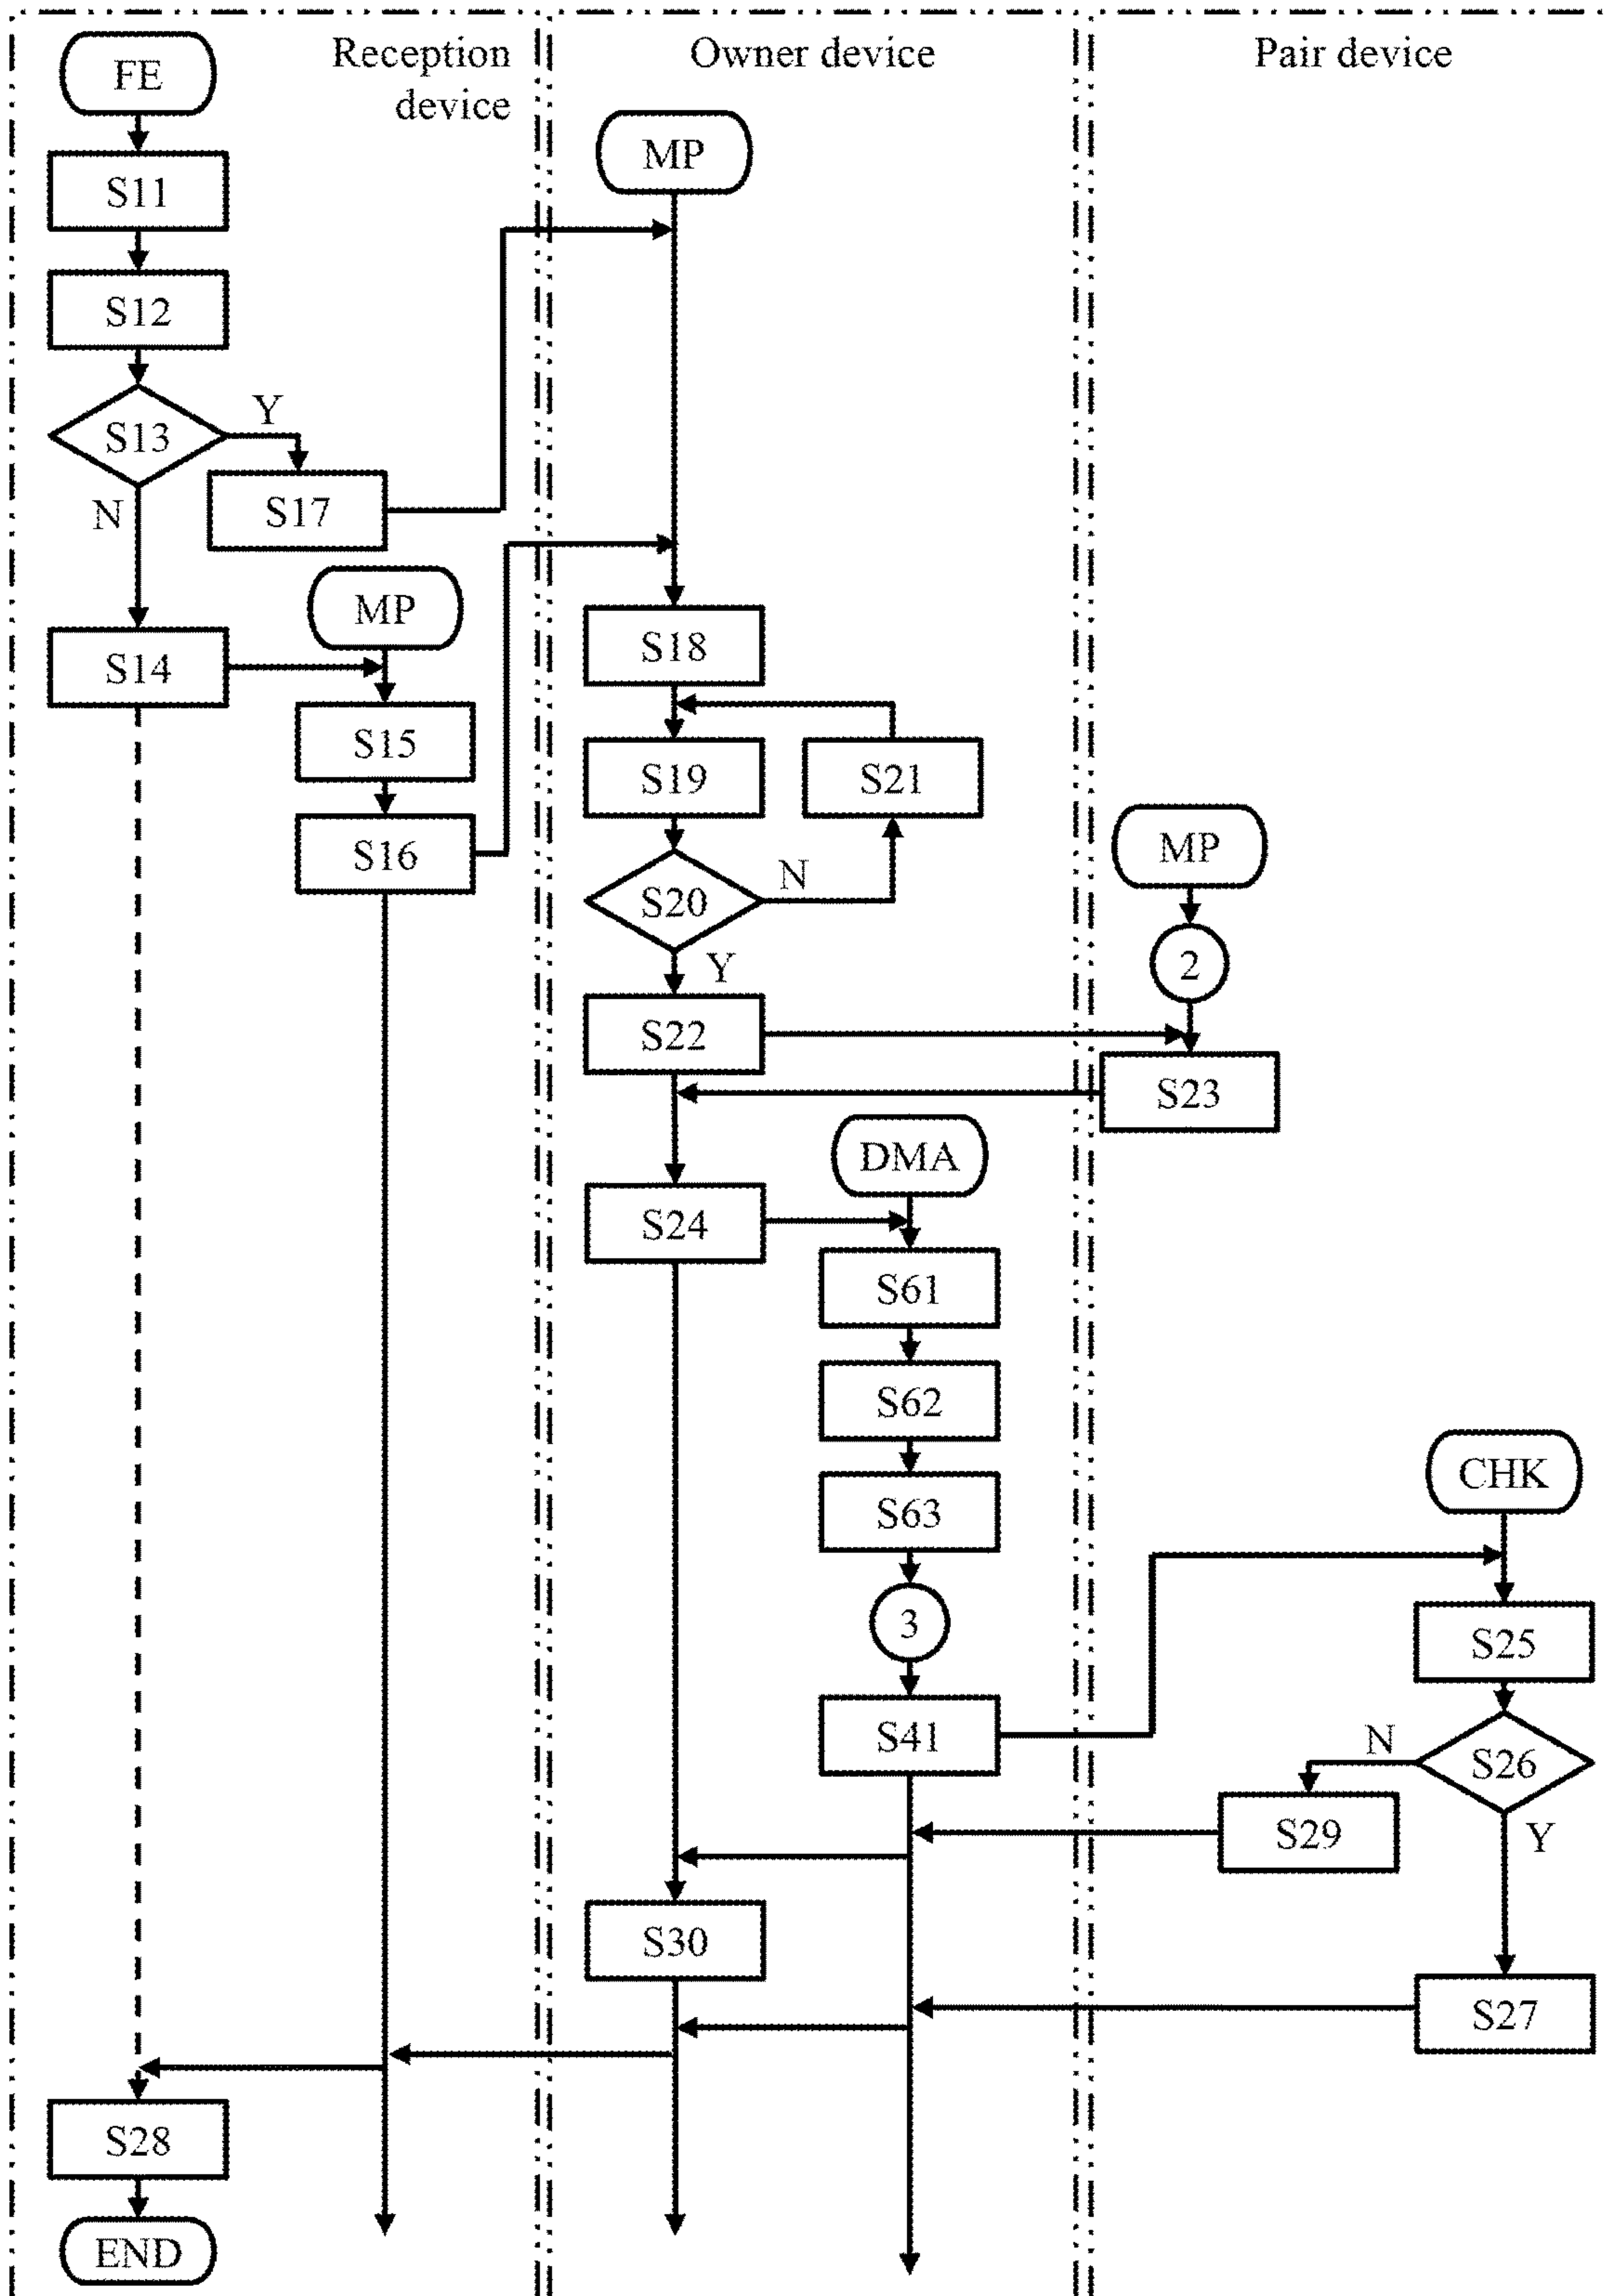 Reception
device
Owner device
Pair device
FE
MP
S11
S12
S13
Y
N
S17
MP
S14
S18
S15
S19
S21
S16
MP
S20
N
Y
2
S22
S23
DMA
S24
S61
S62
CHK
S63
3
S25
S41
N
S26
S29
Y
S30
S27
S28
END